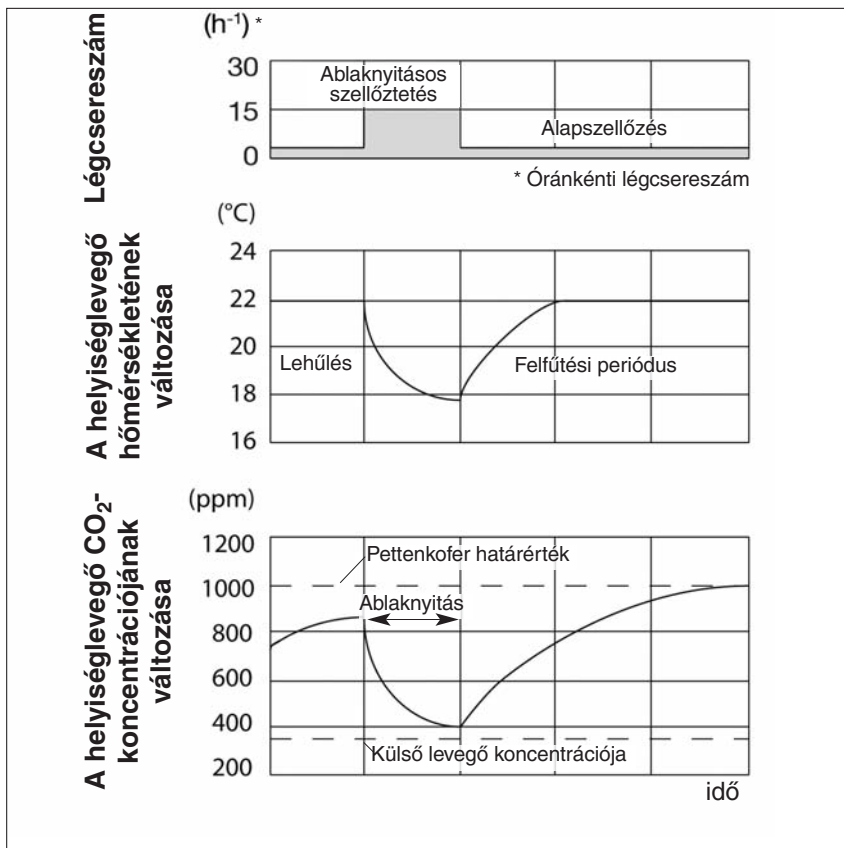 Légcsereszám
(h⁻¹) *
30
15
0
Ablaknyitásos
szellőztetés
Alapszellőzés
* Óránkénti légcsereszám
A helyiséglevegő
hőmérsékletének
változása
(°C)
24
22
20
18
16
Lehűlés
Felfűtési periódus
A helyiséglevegő CO₂-
koncentrációjának
változása
(ppm)
1200
1000
800
600
400
200
Pettenkofer határérték
Ablaknyitás
Külső levegő koncentrációja
idő